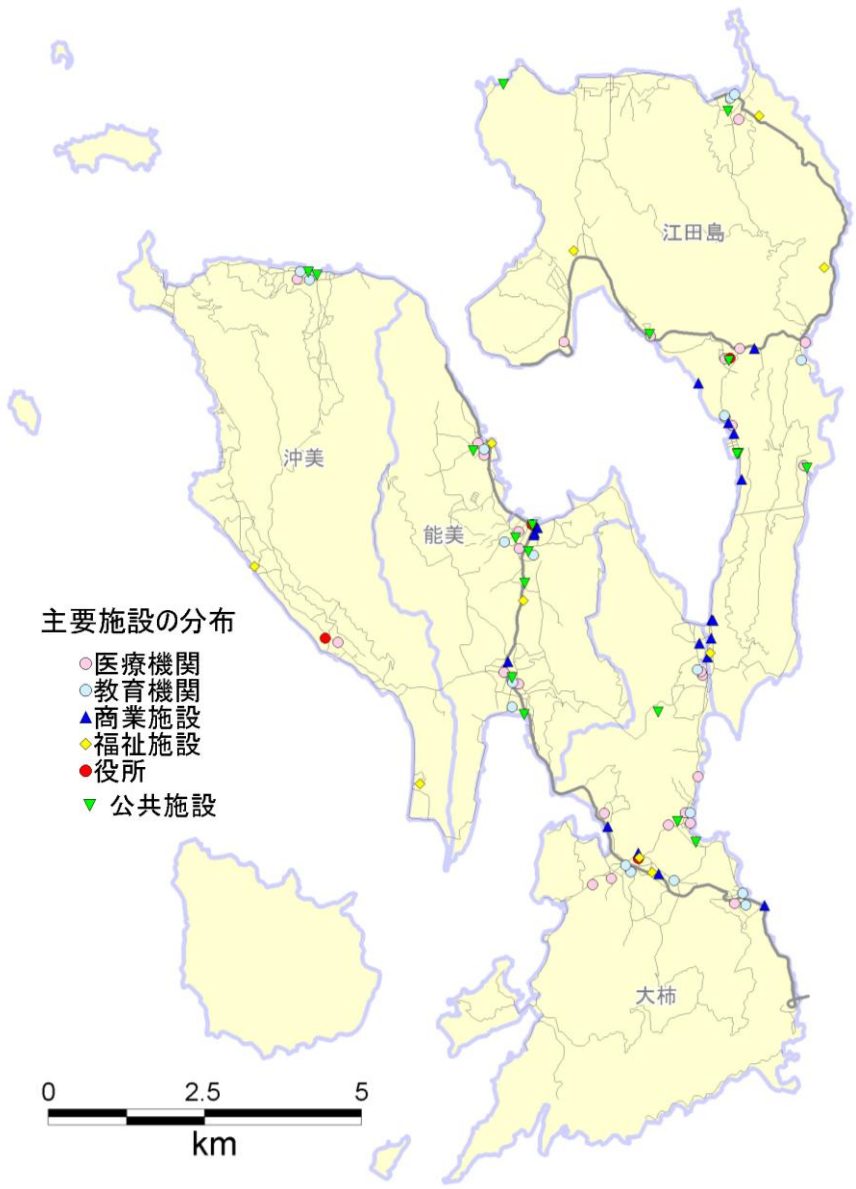 江田島
沖美
能美
主要施設の分布
医療機関
教育機関
商業施設
福祉施設
役所
公共施設
大柿
0 2.5 5
km